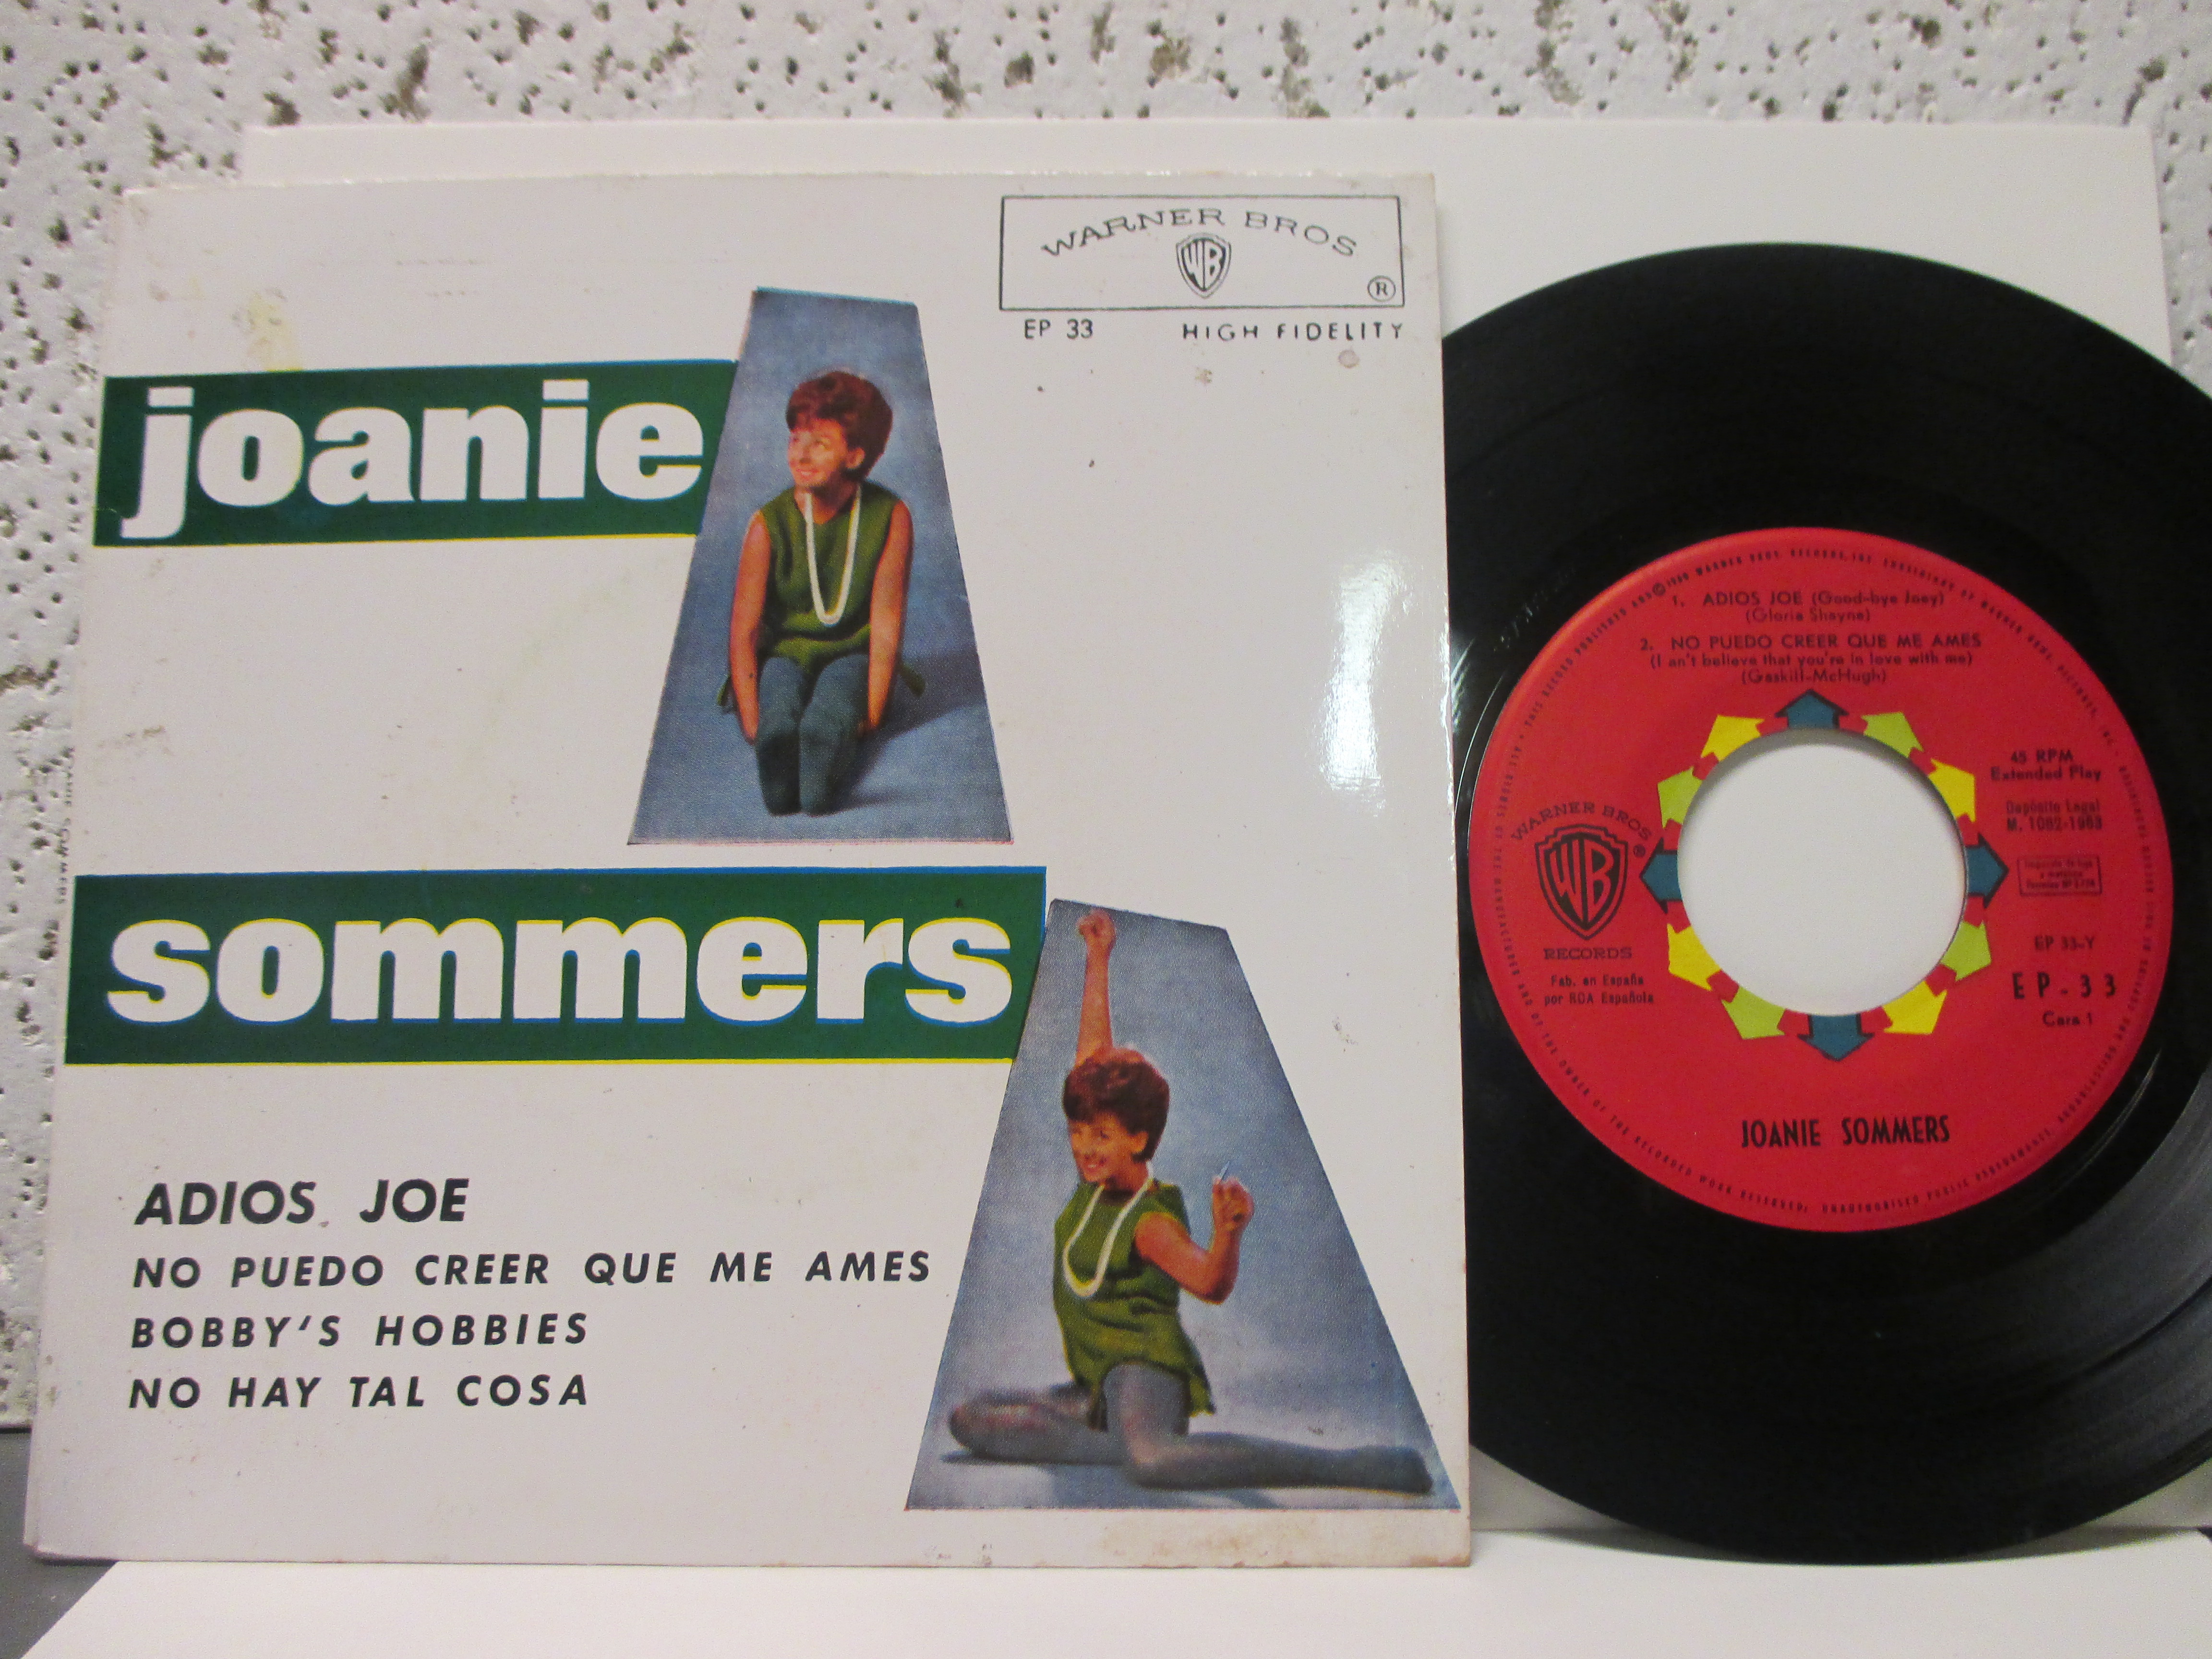 WARNER BROS
WB
®
EP 33 HIGH FIDELITY
joanie
sommers
ADIOS JOE
NO PUEDO CREER QUE ME AMES
BOBBY'S HOBBIES
NO HAY TAL COSA
1. ADIOS JOE (Good-bye Joey)
(Gloria Shayne)
2. NO PUEDO CREER QUE ME AMES
(I an't believe that you're in love with me)
(Gaskill-McHugh)
45 RPM
Extended Play
Depósito Legal
M. 1082-1963
WARNER BROS
WB
®
RECORDS
Fab. en España
por RCA Española
EP 33-Y
EP-33
Cara 1
JOANIE SOMMERS